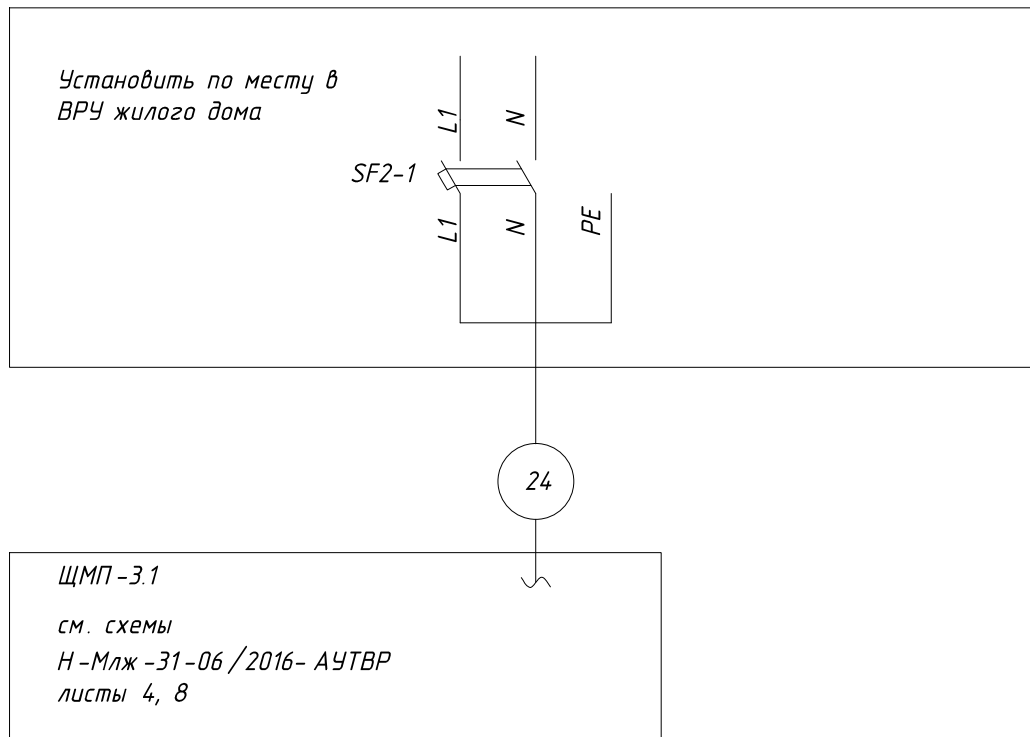 Установить по месту в
ВРУ жилого дома
L1
N
SF2-1
L1
N
PE
24
ЩМП-3.1
см. схемы
Н-Млж-31-06/2016-АУТВР
листы 4, 8